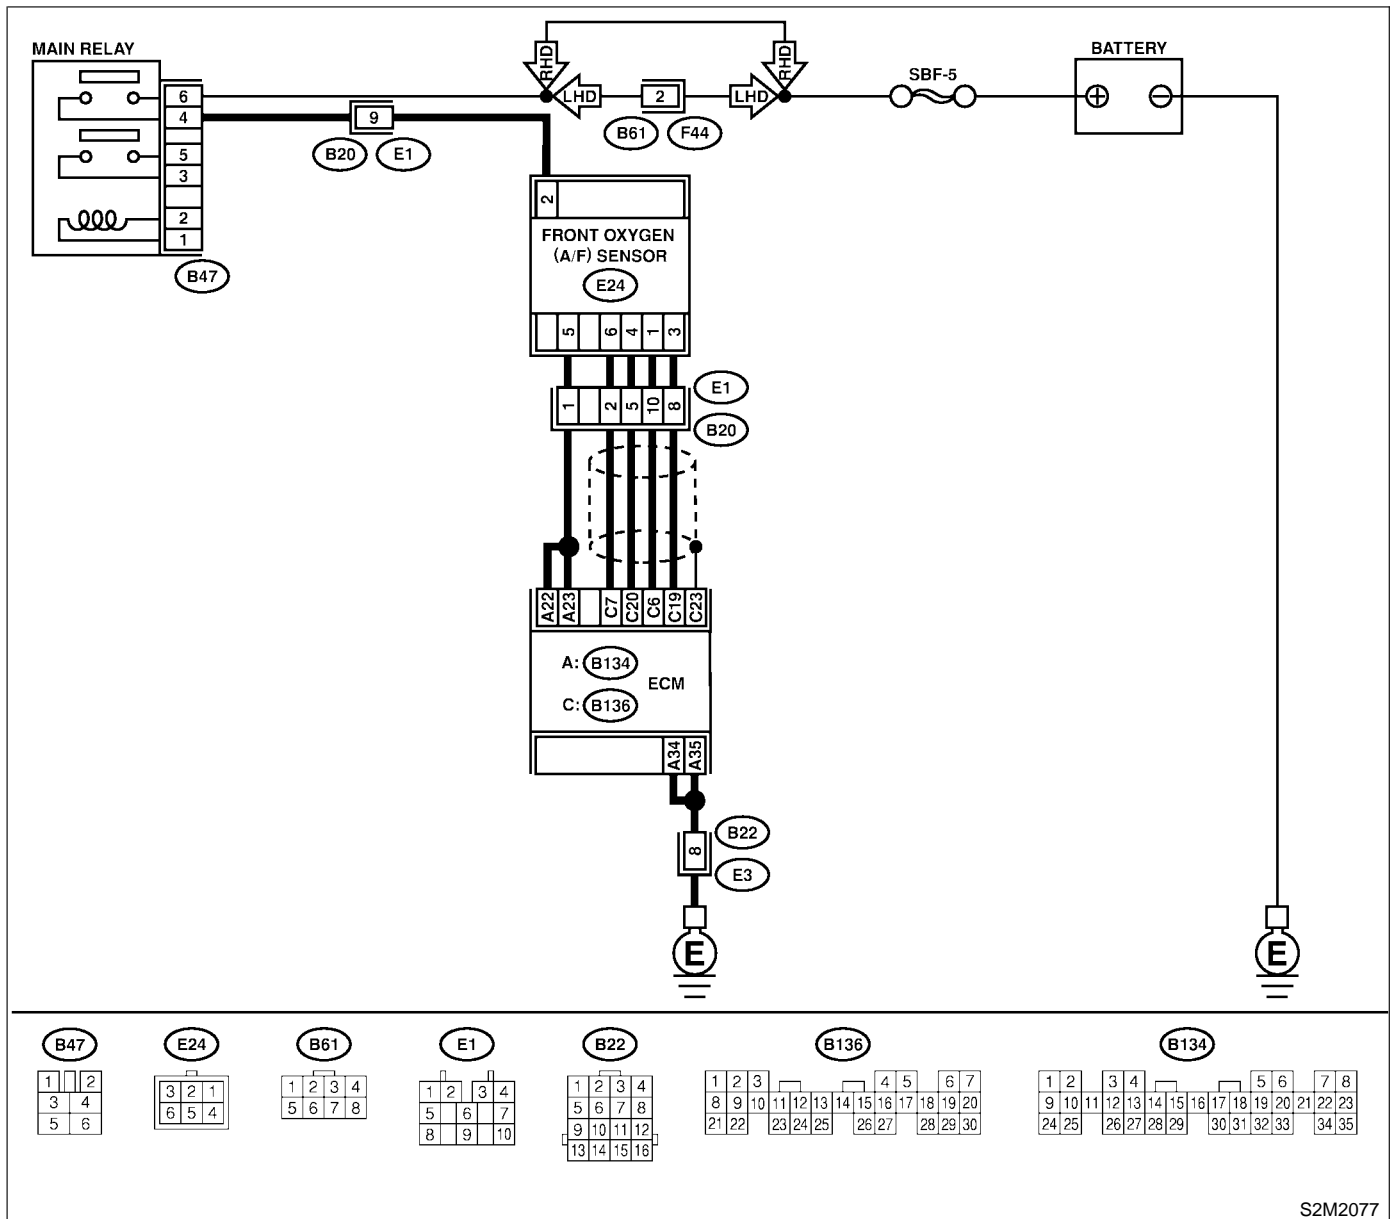 MAIN RELAY
6
4
5
3
2
1
B47
9
B20 E1
RHD
LHD
2
LHD
RHD
B61 F44
SBF-5
BATTERY
2
FRONT OXYGEN
(A/F) SENSOR
E24
5 6 4 1 3
E1
1 2 5 10 8
B20
A22 A23 C7 C20 C6 C19 C23
A: B134
ECM
C: B136
A34 A35
B22
8
E3
E
E
B47
1 2
3 4
5 6
E24
3 2 1
6 5 4
B61
1 2 3 4
5 6 7 8
E1
1 2 3 4
5 6 7
8 9 10
B22
1 2 3 4
5 6 7 8
9 10 11 12
13 14 15 16
B136
1 2 3 4 5 6 7
8 9 10 11 12 13 14 15 16 17 18 19 20
21 22 23 24 25 26 27 28 29 30
B134
1 2 3 4 5 6 7 8
9 10 11 12 13 14 15 16 17 18 19 20 21 22 23
24 25 26 27 28 29 30 31 32 33 34 35
S2M2077